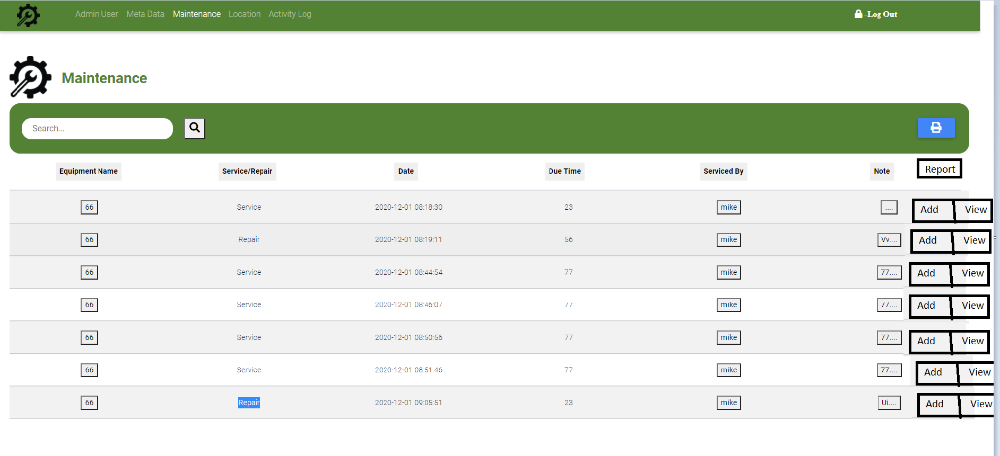 Admin User Meta Data Maintenance Location Activity Log -Log Out
Maintenance
Search...
Equipment Name Service/Repair Date Due Time Serviced By Note Report
66 Service 2020-12-01 08:18:30 23 mike .... Add View
66 Repair 2020-12-01 08:19:11 56 mike Vv.... Add View
66 Service 2020-12-01 08:44:54 77 mike 77.... Add View
66 Service 2020-12-01 08:46:07 77 mike 77.... Add View
66 Service 2020-12-01 08:50:56 77 mike 77.... Add View
66 Service 2020-12-01 08:51:46 77 mike 77.... Add View
66 Repair 2020-12-01 09:05:51 23 mike Ui.... Add View